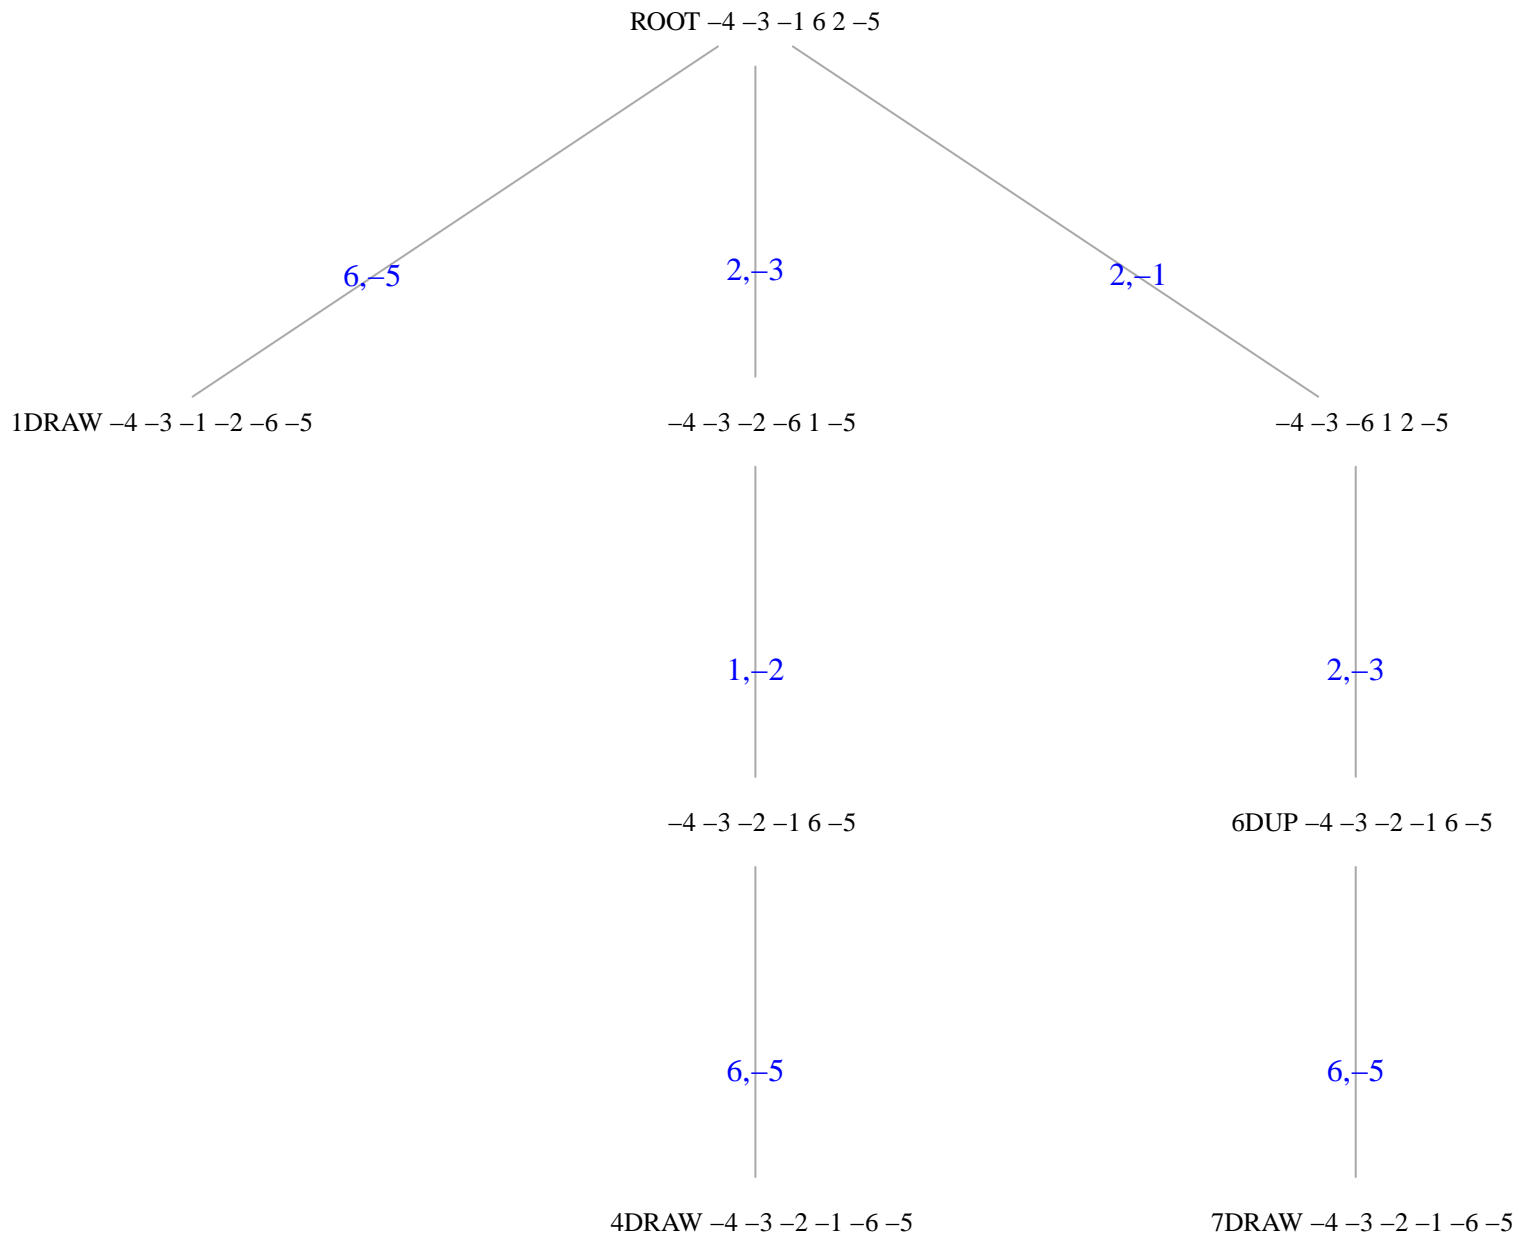 ROOT –4 –3 –1 6 2 –5
6,–5
2,–3
2,–1
1DRAW –4 –3 –1 –2 –6 –5
–4 –3 –2 –6 1 –5
–4 –3 –6 1 2 –5
1,–2
2,–3
–4 –3 –2 –1 6 –5
6DUP –4 –3 –2 –1 6 –5
6,–5
6,–5
4DRAW –4 –3 –2 –1 –6 –5
7DRAW –4 –3 –2 –1 –6 –5